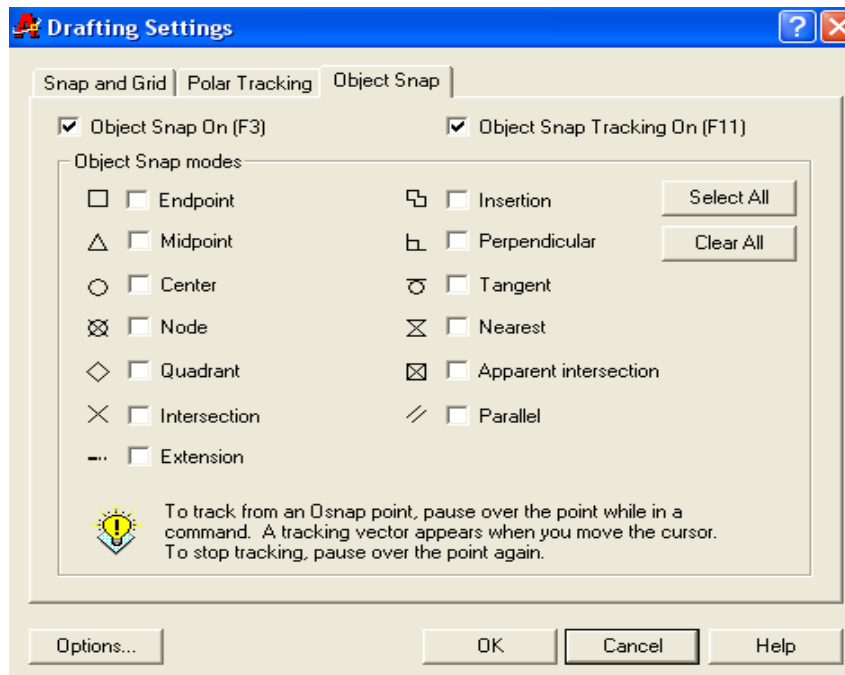 Drafting Settings
Snap and Grid Polar Tracking Object Snap
Object Snap On (F3) Object Snap Tracking On (F11)
Object Snap modes
Endpoint Insertion Select All
Midpoint Perpendicular Clear All
Center Tangent
Node Nearest
Quadrant Apparent intersection
Intersection Parallel
Extension
To track from an Osnap point, pause over the point while in a
command. A tracking vector appears when you move the cursor.
To stop tracking, pause over the point again.
Options... OK Cancel Help